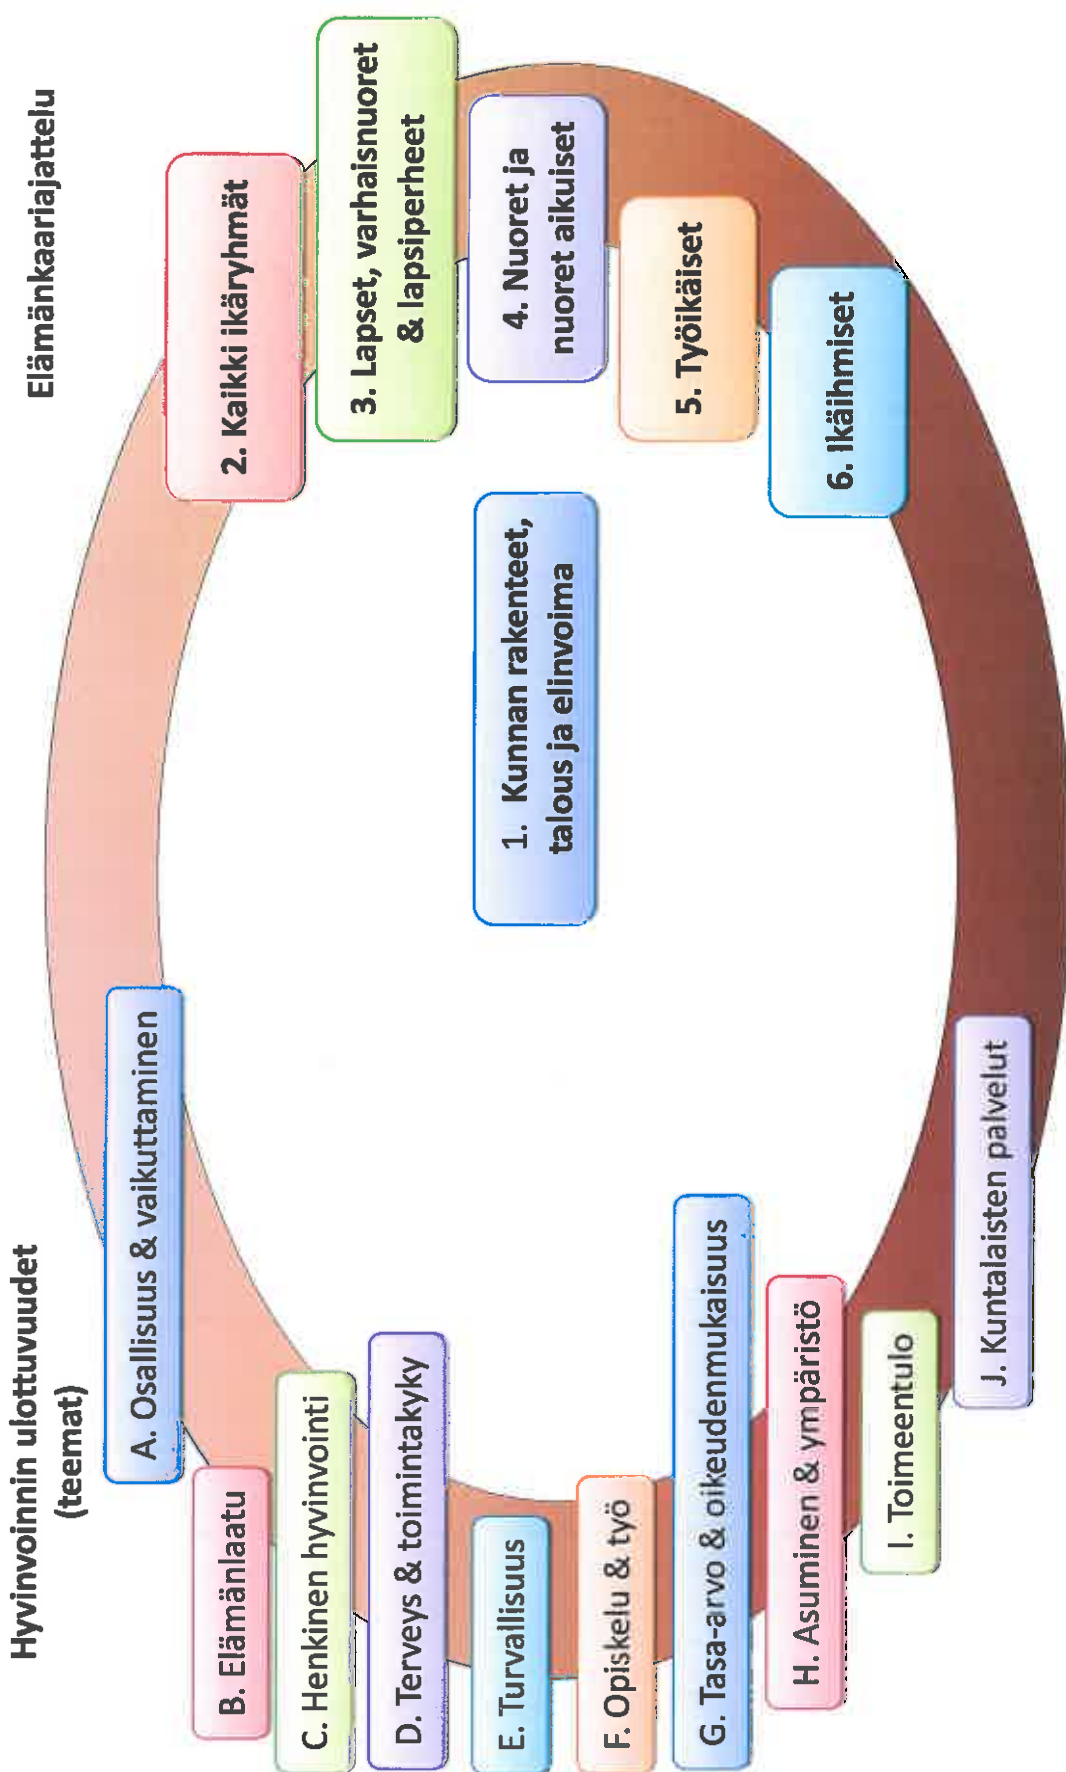 Hyvinvoinnin ulottuvuudet
(teemat)
A. Osallisuus & vaikuttaminen
B. Elämänlaatu
C. Henkinen hyvinvointi
D. Terveys & toimintakyky
E. Turvallisuus
F. Opiskelu & työ
G. Tasa-arvo & oikeudenmukaisuus
H. Asuminen & ympäristö
I. Toimeentulo
J. Kuntalaisten palvelut
1. Kunnan rakenteet,
talous ja elinvoima
Elämänkaariajattelu
2. Kaikki ikäryhmät
3. Lapset, varhaisnuoret
& lapsiperheet
4. Nuoret ja
nuoret aikuiset
5. Työikäiset
6. Ikäihmiset